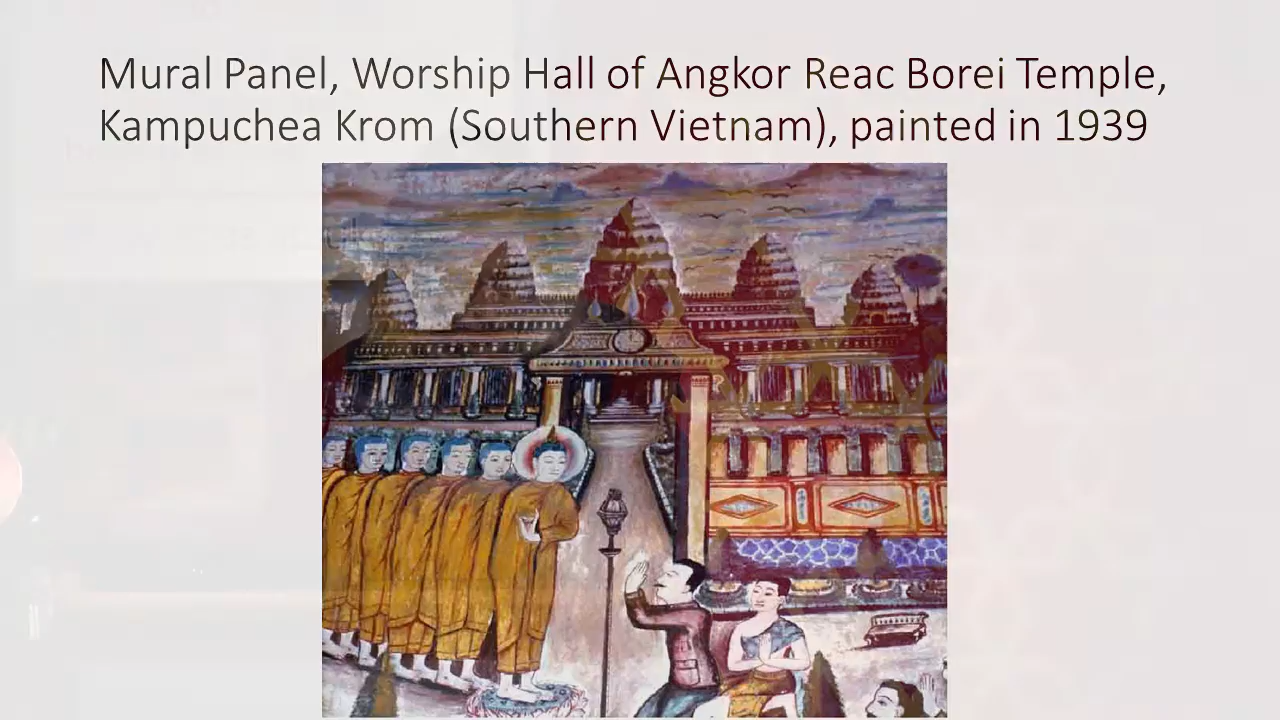 Mural Panel, Worship Hall of Angkor Reac Borei Temple,
Kampuchea Krom (Southern Vietnam), painted in 1939